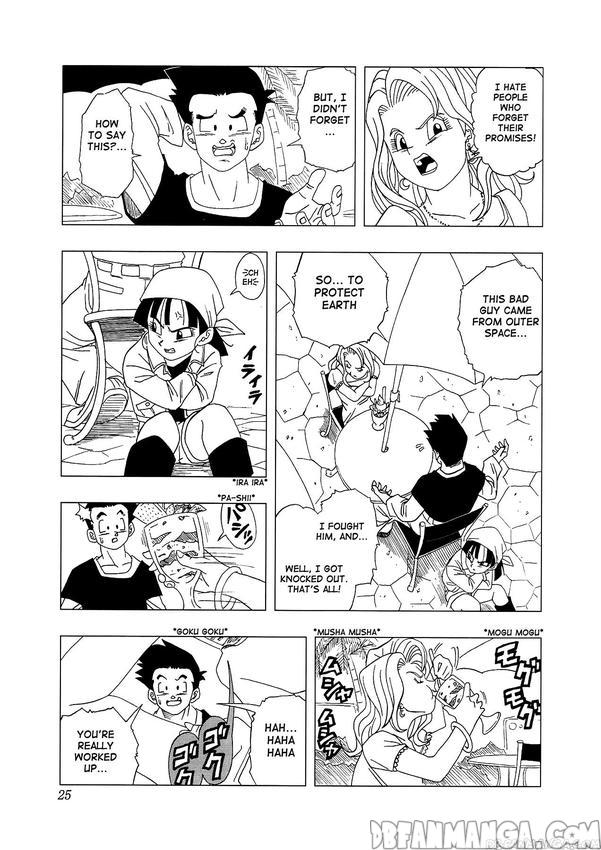 I HATE
PEOPLE
WHO
FORGET
THEIR
PROMISES!
BUT, I
DIDN'T
FORGET ...
HOW
TO SAY
THIS?...
THIS BAD
GUY CAME
FROM OUTER
SPACE...
SO... TO
PROTECT
EARTH
I FOUGHT
HIM, AND...
WELL, I GOT
KNOCKED OUT.
THAT'S ALL!
CH
EH
イライラ
*IRA IRA*
*PA-SHII*
パシッ
*MOGU MOGU*
モグモグ
*MUSHA MUSHA*
ムシャムシャ
*GOKU GOKU*
ゴクゴク
HAH...
HAHA
HAHA
YOU'RE
REALLY
WORKED
UP...
25
DBFANMANGA.COM